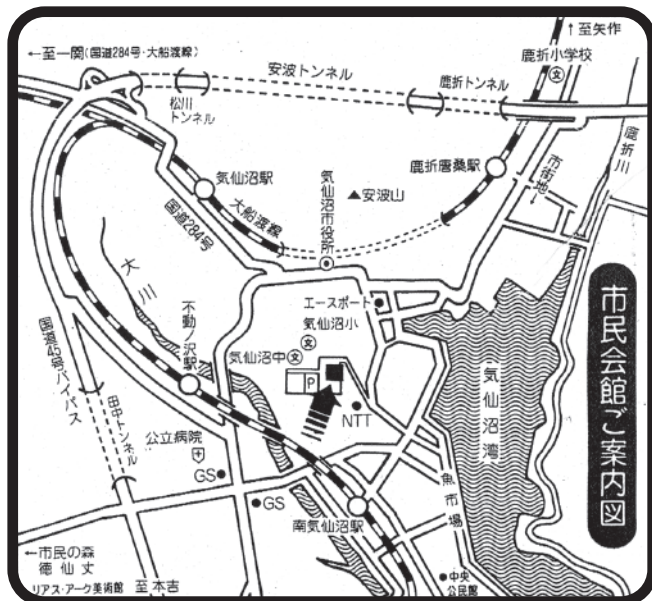 ↑至矢作
←至一関(国道284号・大船渡線)
鹿折小学校
文
安波トンネル
鹿折トンネル
松川
トンネル
鹿折川
市街地
鹿折唐桑駅
気仙沼駅
▲安波山
気仙沼市役所
大船渡線
国道284号
大川
エースポート
気仙沼小
文
不動ノ沢駅
気仙沼中文
P
気仙沼湾
市民会館ご案内図
国道45号バイパス
田中トンネル
NTT
公立病院
GS
GS
魚市場
南気仙沼駅
←市民の森
徳仙丈
リアス・アーク美術館
至本吉
中央
公民館